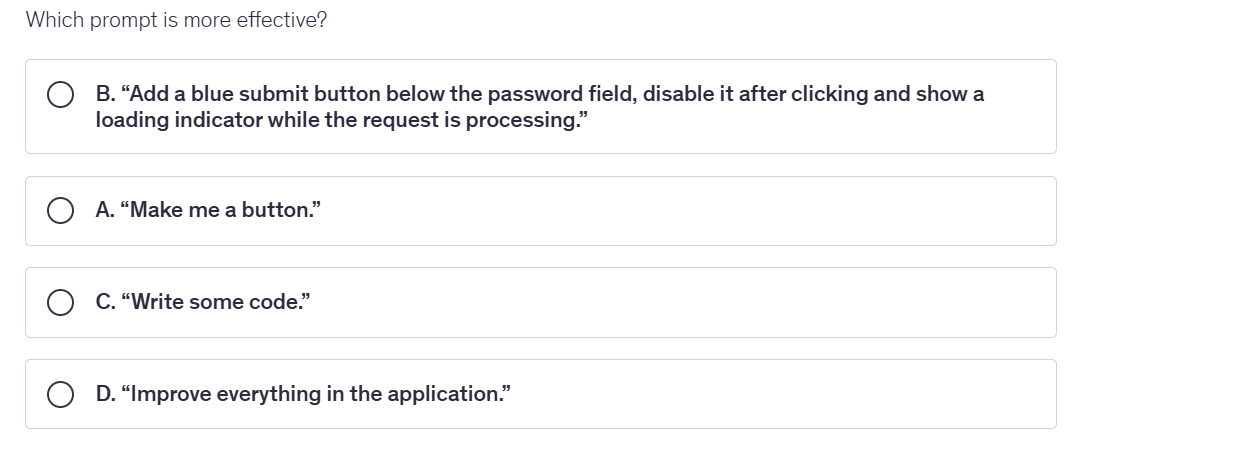 Which prompt is more effective?
B. “Add a blue submit button below the password field, disable it after clicking and show a
loading indicator while the request is processing.”
A. “Make me a button.”
C. “Write some code.”
D. “Improve everything in the application.”